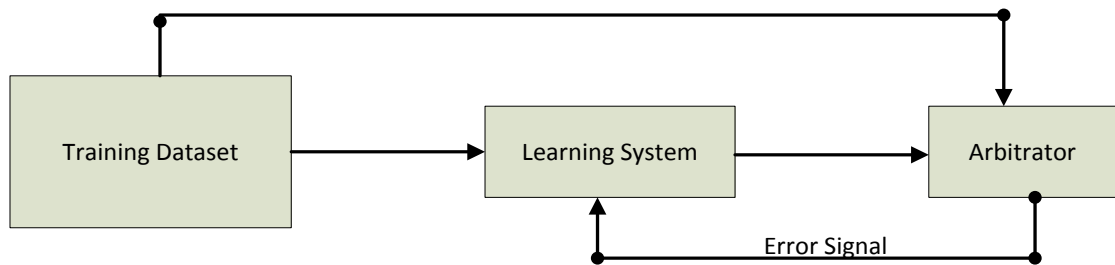 Training Dataset
Learning System
Arbitrator
Error Signal